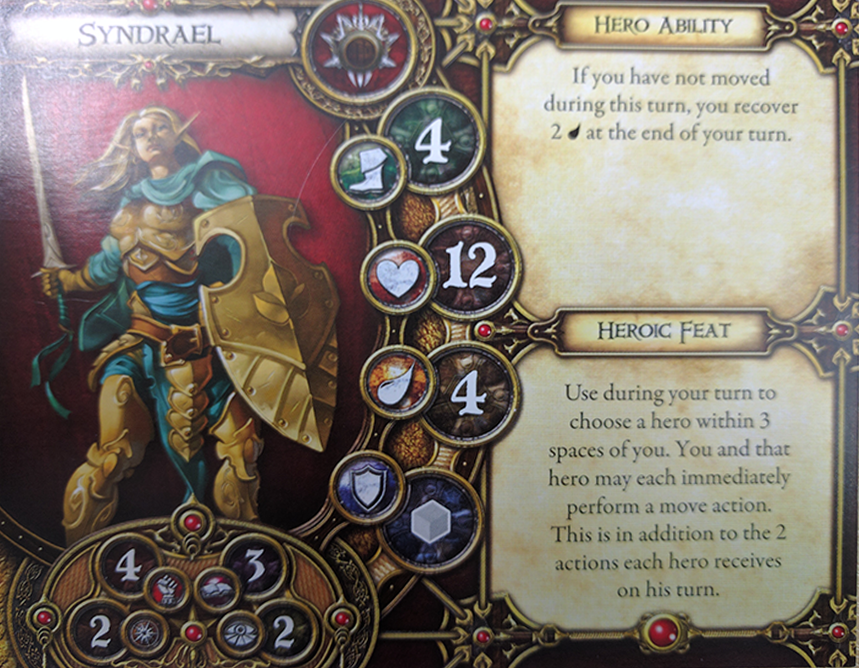 Syndrael
4
12
4
4
3
2
2
Hero Ability
If you have not moved
during this turn, you recover
2 at the end of your turn.
Heroic Feat
Use during your turn to
choose a hero within 3
spaces of you. You and that
hero may each immediately
perform a move action.
This is in addition to the 2
actions each hero receives
on his turn.